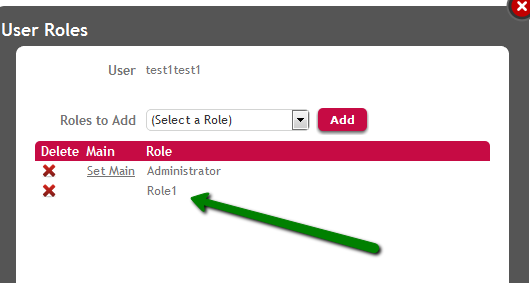 User Roles
User test1test1
Roles to Add (Select a Role) Add
Delete Main Role
Set Main Administrator
Role1